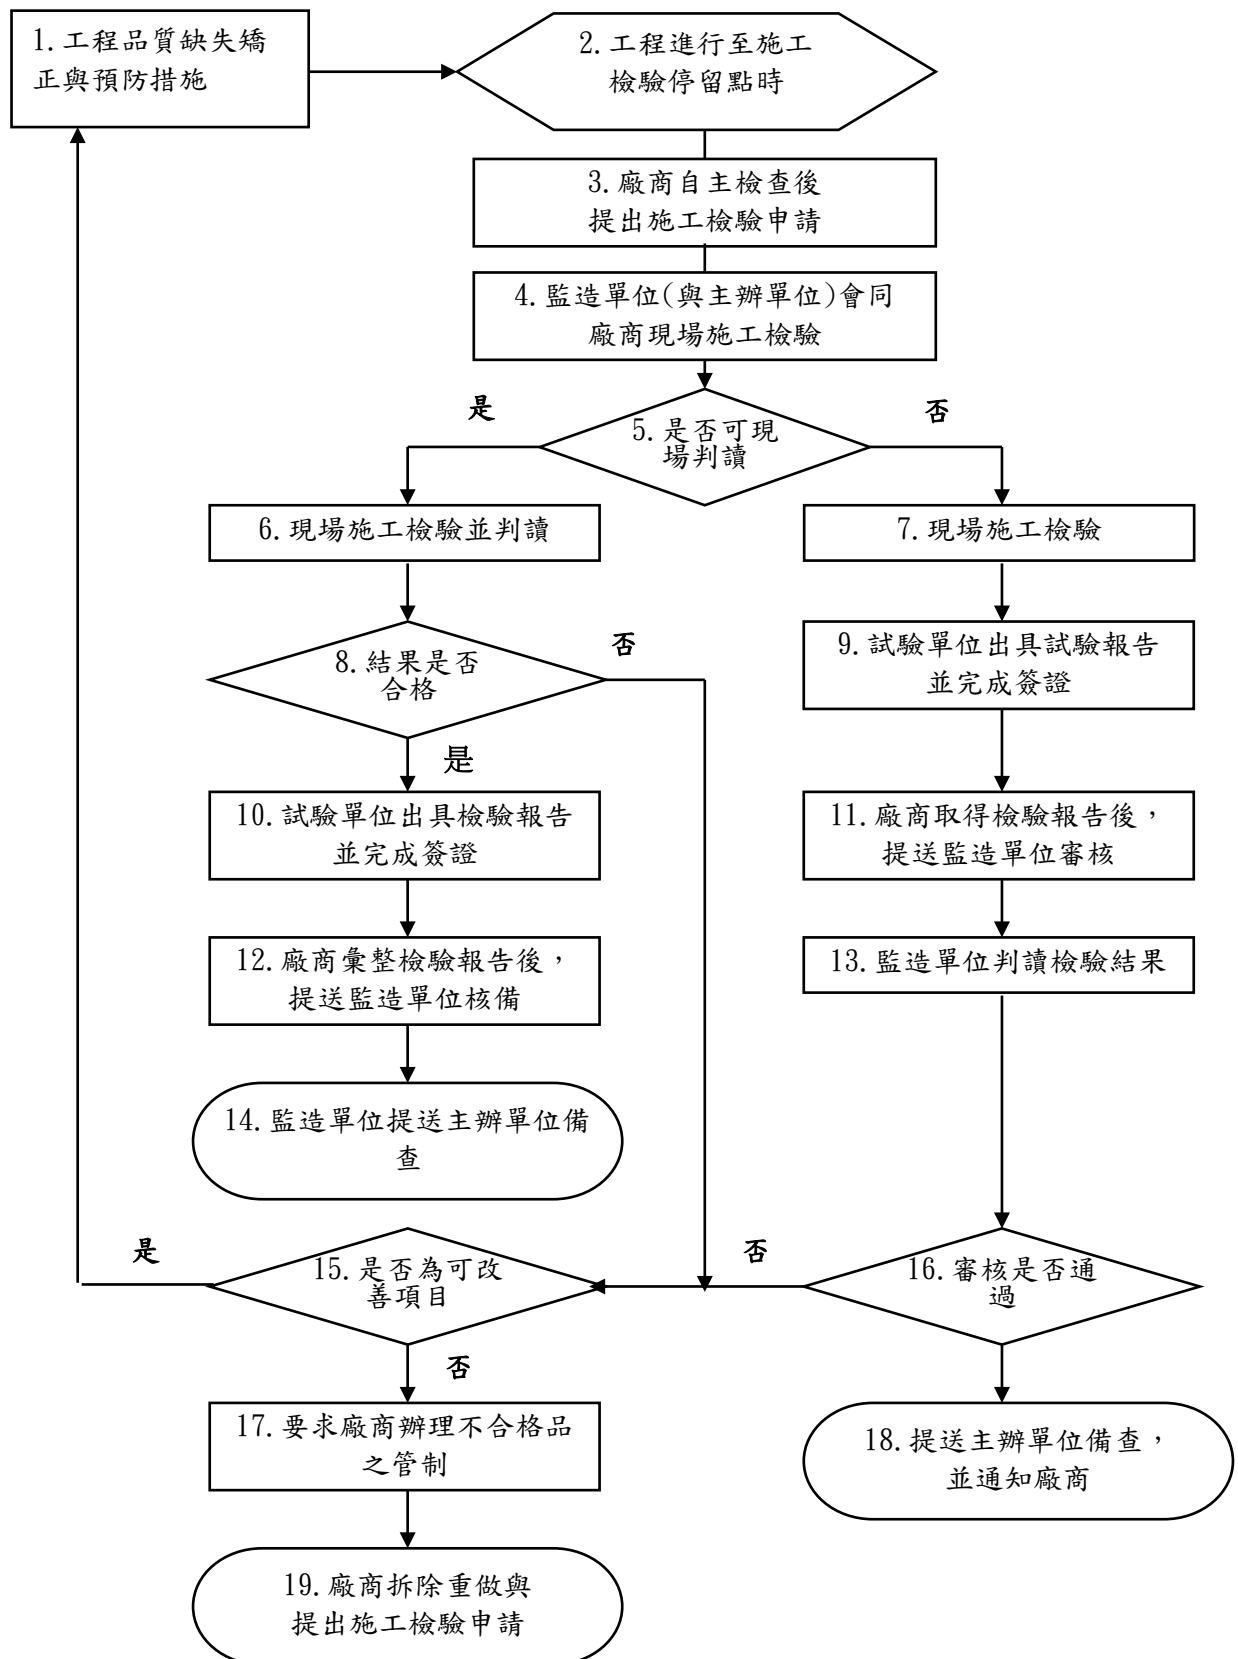 1.工程品質缺失矯
正與預防措施
2.工程進行至施工
檢驗停留點時
3.廠商自主檢查後
提出施工檢驗申請
4.監造單位(與主辦單位)會同
廠商現場施工檢驗
是
否
5.是否可現
場判讀
6.現場施工檢驗並判讀
7.現場施工檢驗
8.結果是否
合格
否
9.試驗單位出具試驗報告
並完成簽證
是
10.試驗單位出具檢驗報告
並完成簽證
11.廠商取得檢驗報告後，
提送監造單位審核
12.廠商彙整檢驗報告後，
提送監造單位核備
13.監造單位判讀檢驗結果
14.監造單位提送主辦單位備
查
是
15.是否為可改
善項目
否
16.審核是否通
過
否
17.要求廠商辦理不合格品
之管制
18.提送主辦單位備查，
並通知廠商
19.廠商拆除重做與
提出施工檢驗申請